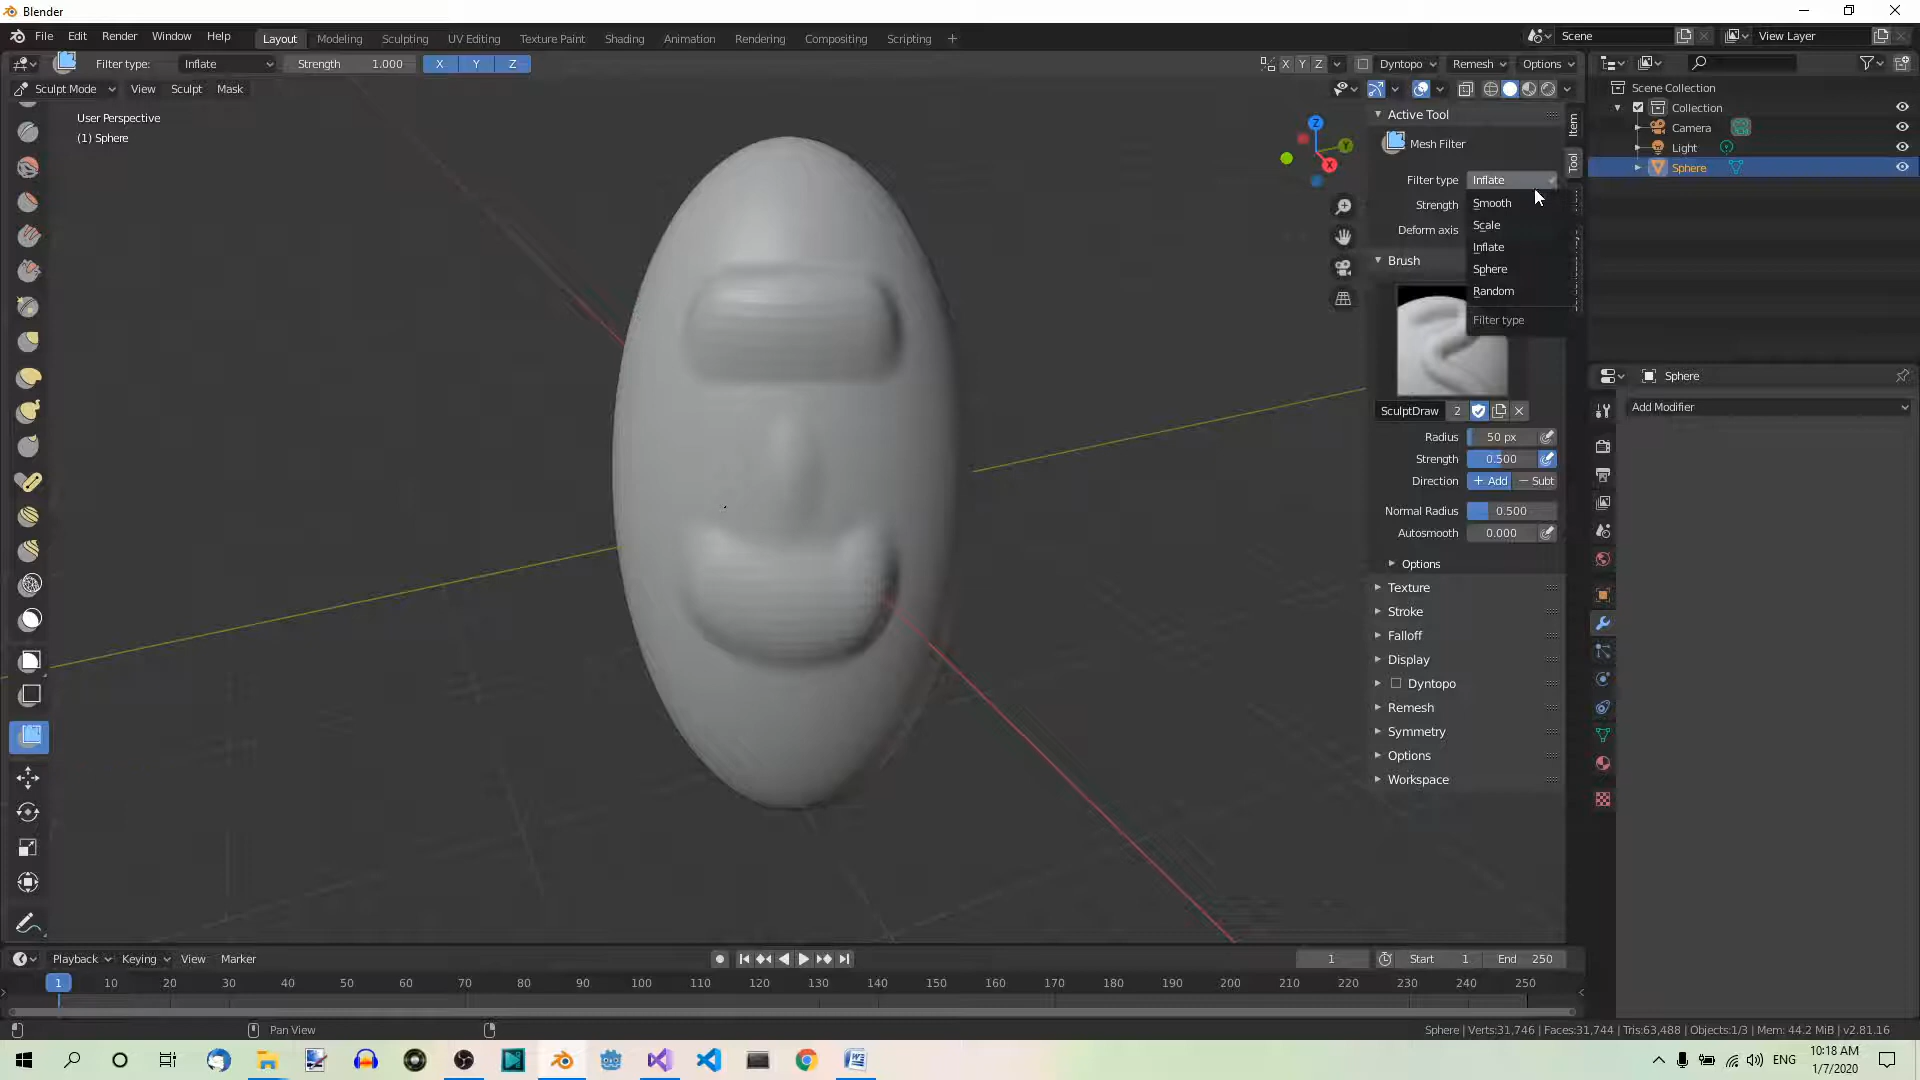 Blender
File Edit Render Window Help
Layout Modeling Sculpting UV Editing Texture Paint Shading Animation Rendering Compositing Scripting +
Scene
View Layer
Filter type: Inflate Strength 1.000 X Y Z
X Y Z Dyntopo Remesh Options
Sculpt Mode View Sculpt Mask
User Perspective
(1) Sphere
Z
Y
X
Active Tool
Mesh Filter
Filter type Inflate
Smooth
Strength
Scale
Deform axis
Inflate
Brush
Sphere
Random
Filter type
Item
Tool
SculptDraw 2
Radius 50 px
Strength 0.500
Direction + Add − Subt
Normal Radius 0.500
Autosmooth 0.000
Options
Texture
Stroke
Falloff
Display
Dyntopo
Remesh
Symmetry
Options
Workspace
Scene Collection
Collection
Camera
Light
Sphere
Sphere
Add Modifier
Playback Keying View Marker
1 Start 1 End 250
1 10 20 30 40 50 60 70 80 90 100 110 120 130 140 150 160 170 180 190 200 210 220 230 240 250
Pan View
Sphere | Verts:31,746 | Faces:31,744 | Tris:63,488 | Objects:1/3 | Mem: 44.2 MiB | v2.81.16
ENG
10:18 AM
1/7/2020